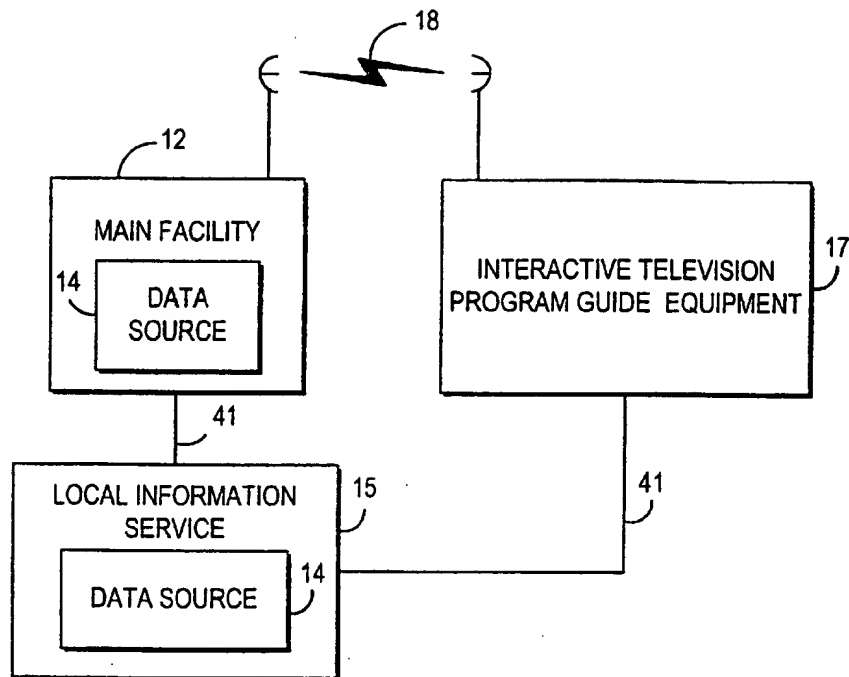 18
12
MAIN FACILITY
14
DATA
SOURCE
INTERACTIVE TELEVISION
PROGRAM GUIDE EQUIPMENT
17
41
LOCAL INFORMATION
SERVICE
15
41
DATA SOURCE
14